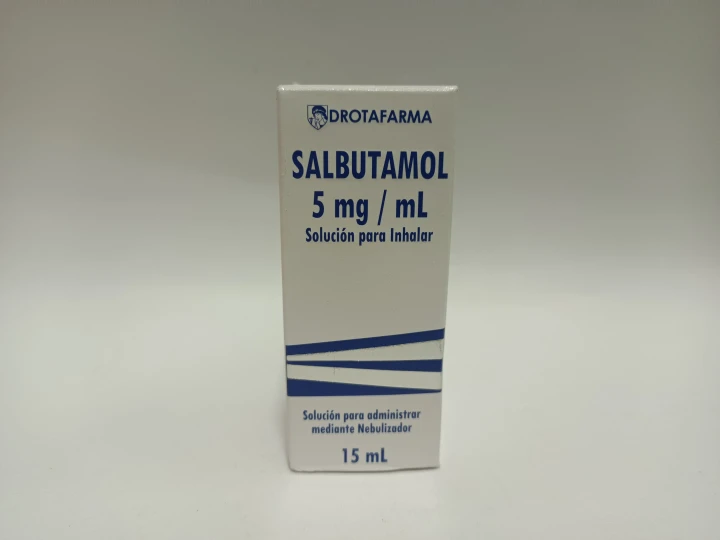 DROTAFARMA
SALBUTAMOL
5 mg / mL
Solución para Inhalar
Solución para administrar
mediante Nebulizador
15 mL